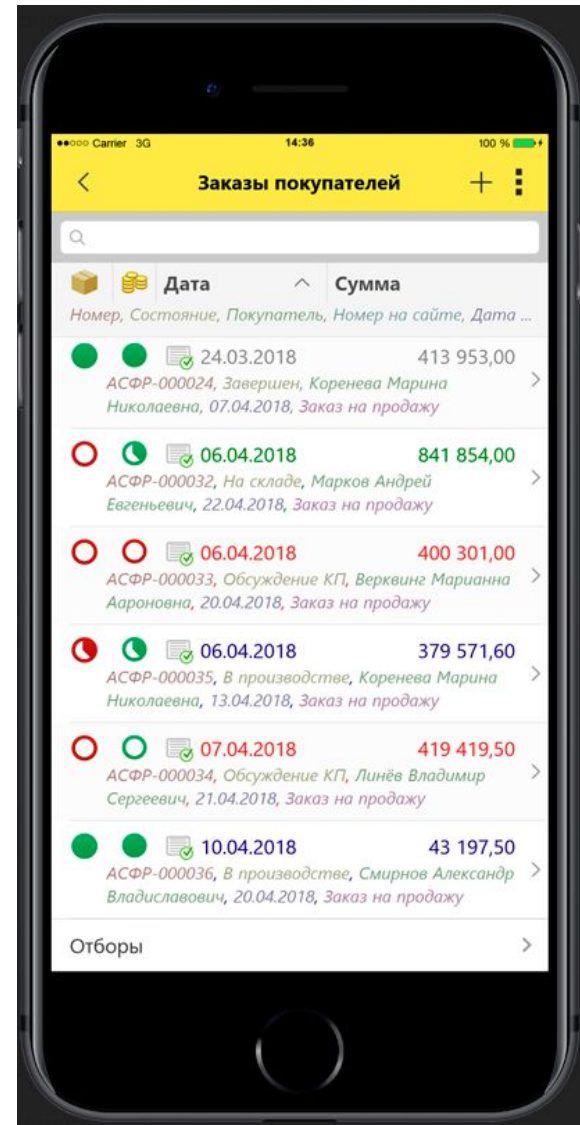 Carrier 3G 14:36 100 %
Заказы покупателей
Дата Сумма
Номер, Состояние, Покупатель, Номер на сайте, Дата ...
24.03.2018 413 953,00
АСФР-000024, Завершен, Коренева Марина
Николаевна, 07.04.2018, Заказ на продажу
06.04.2018 841 854,00
АСФР-000032, На складе, Марков Андрей
Евгеньевич, 22.04.2018, Заказ на продажу
06.04.2018 400 301,00
АСФР-000033, Обсуждение КП, Верквинг Марианна
Аароновна, 20.04.2018, Заказ на продажу
06.04.2018 379 571,60
АСФР-000035, В производстве, Коренева Марина
Николаевна, 13.04.2018, Заказ на продажу
07.04.2018 419 419,50
АСФР-000034, Обсуждение КП, Линёв Владимир
Сергеевич, 21.04.2018, Заказ на продажу
10.04.2018 43 197,50
АСФР-000036, В производстве, Смирнов Александр
Владиславович, 20.04.2018, Заказ на продажу
Отборы